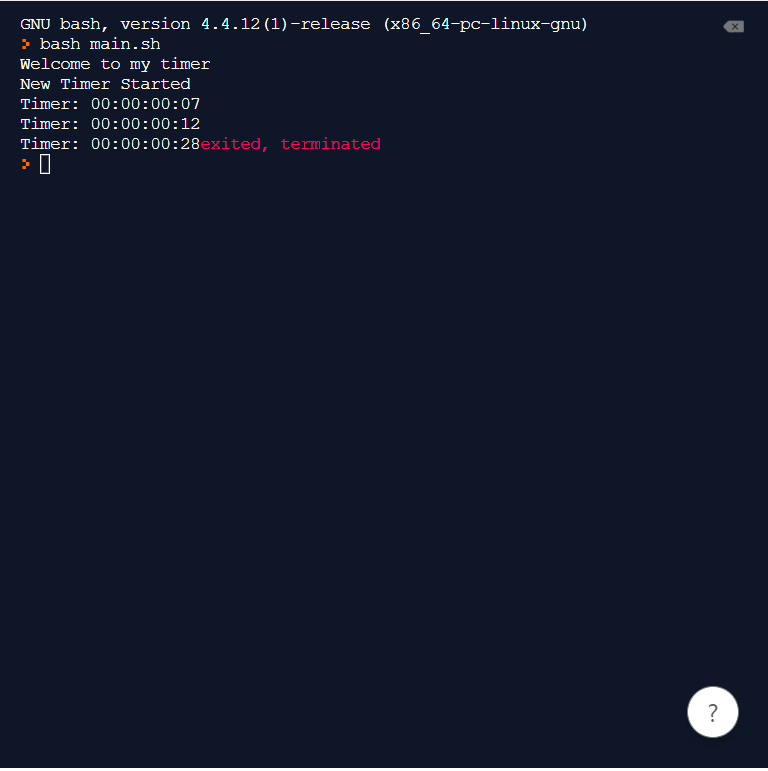 GNU bash, version 4.4.12(1)-release (x86_64-pc-linux-gnu)
> bash main.sh
Welcome to my timer
New Timer Started
Timer: 00:00:00:07
Timer: 00:00:00:12
Timer: 00:00:00:28exited, terminated
>
?